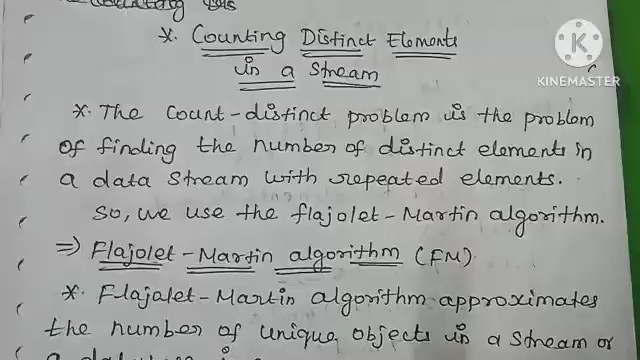 * Counting Distinct Elements
in a Stream
KINEMASTER
* The Count-distinct problem is the problem
of finding the number of distinct elements in
a data stream with repeated elements.
So, we use the flajolet-Martin algorithm.
⇒ Flajolet-Martin algorithm (FM)
* Flajalet-Martin algorithm approximates
the number of unique objects in a stream or
a